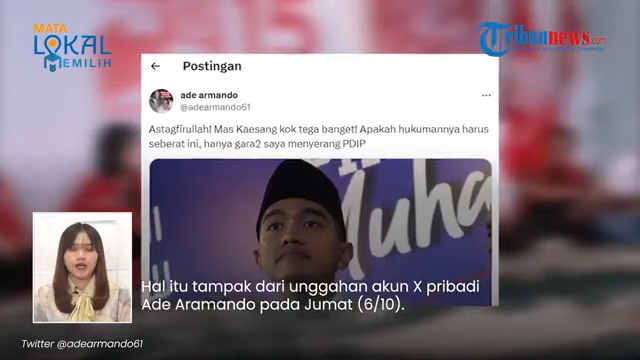 MATA
LOKAL
MEMILIH
Tribunnews.com
Postingan
ade armando
@adearmando61
Astagfirullah! Mas Kaesang kok tega banget! Apakah hukumannya harus
seberat ini, hanya gara2 saya menyerang PDIP
Muha
Hal itu tampak dari unggahan akun X pribadi
Ade Aramando pada Jumat (6/10).
Twitter @adearmando61